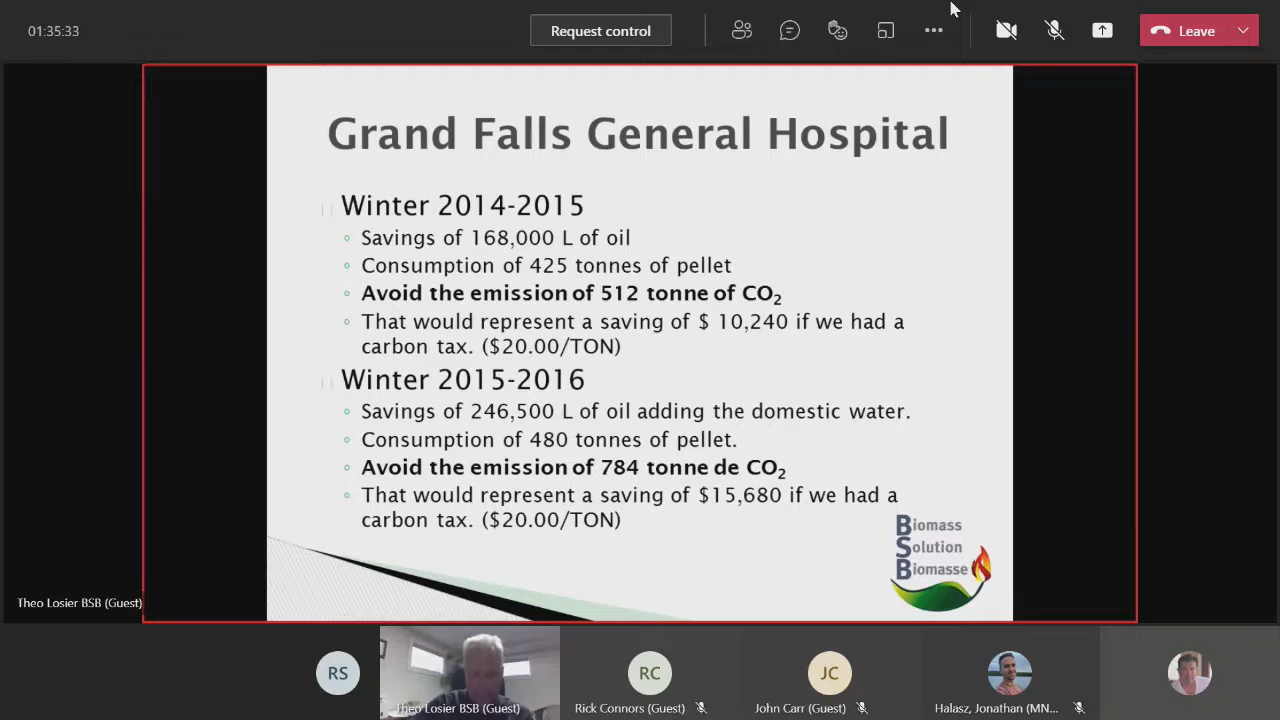 01:35:33
Request control
Leave
Grand Falls General Hospital
Winter 2014-2015
Savings of 168,000 L of oil
Consumption of 425 tonnes of pellet
Avoid the emission of 512 tonne of CO₂
That would represent a saving of $ 10,240 if we had a
carbon tax. ($20.00/TON)
Winter 2015-2016
Savings of 246,500 L of oil adding the domestic water.
Consumption of 480 tonnes of pellet.
Avoid the emission of 784 tonne de CO₂
That would represent a saving of $15,680 if we had a
carbon tax. ($20.00/TON)
Biomass
Solution
Biomasse
Theo Losier BSB (Guest)
RS
Theo Losier BSB (Guest)
RC
Rick Connors (Guest)
JC
John Carr (Guest)
Halasz, Jonathan (MN...